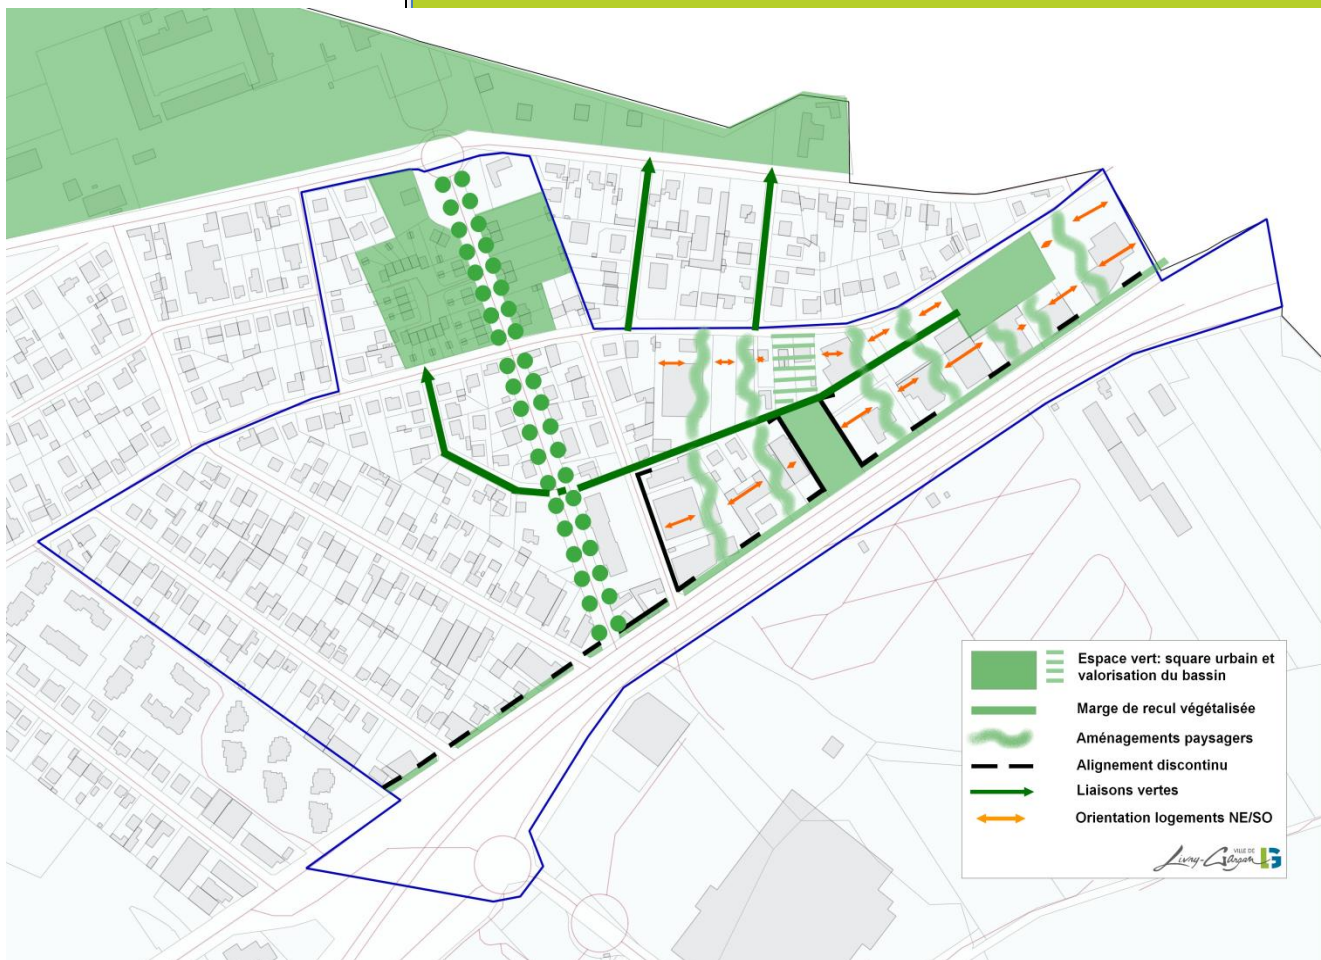 Espace vert: square urbain et
valorisation du bassin
Marge de recul végétalisée
Aménagements paysagers
Alignement discontinu
Liaisons vertes
Orientation logements NE/SO
VILLE DE
Livry-Gargan LG